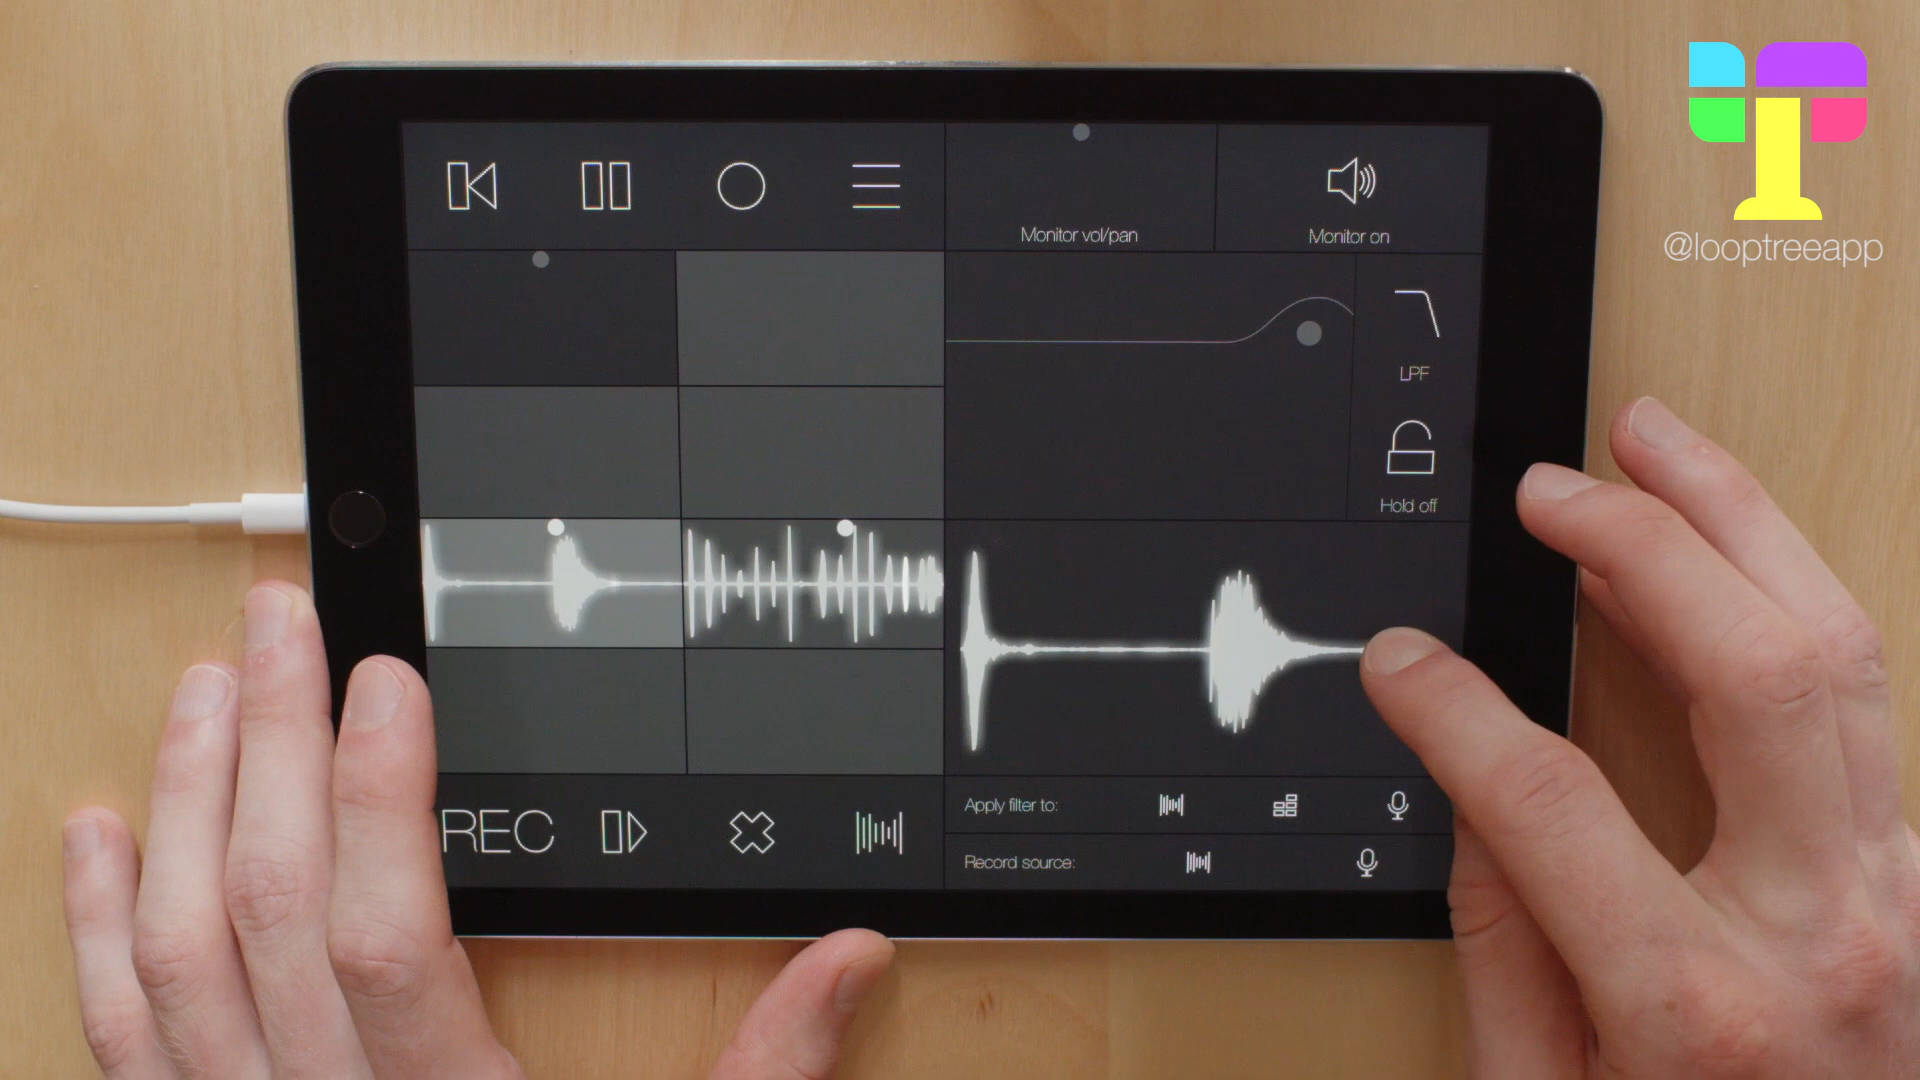 Monitor vol/pan
Monitor on
@looptreeapp
LPF
Hold off
REC
Apply filter to:
Record source: